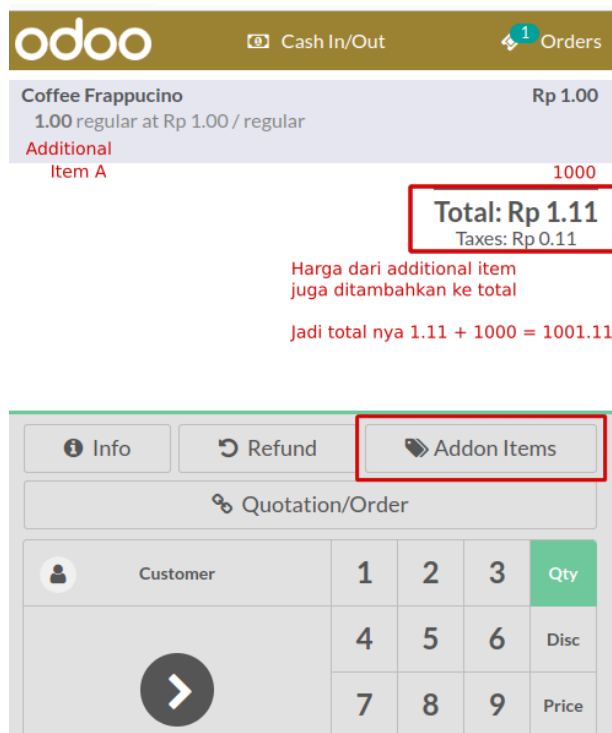 odoo Cash In/Out 1 Orders
Coffee Frappucino Rp 1.00
1.00 regular at Rp 1.00 / regular
Additional
Item A 1000
Total: Rp 1.11
Taxes: Rp 0.11
Harga dari additional item
juga ditambahkan ke total
Jadi total nya 1.11 + 1000 = 1001.11
Info Refund Addon Items
Quotation/Order
Customer 1 2 3 Qty
4 5 6 Disc
7 8 9 Price